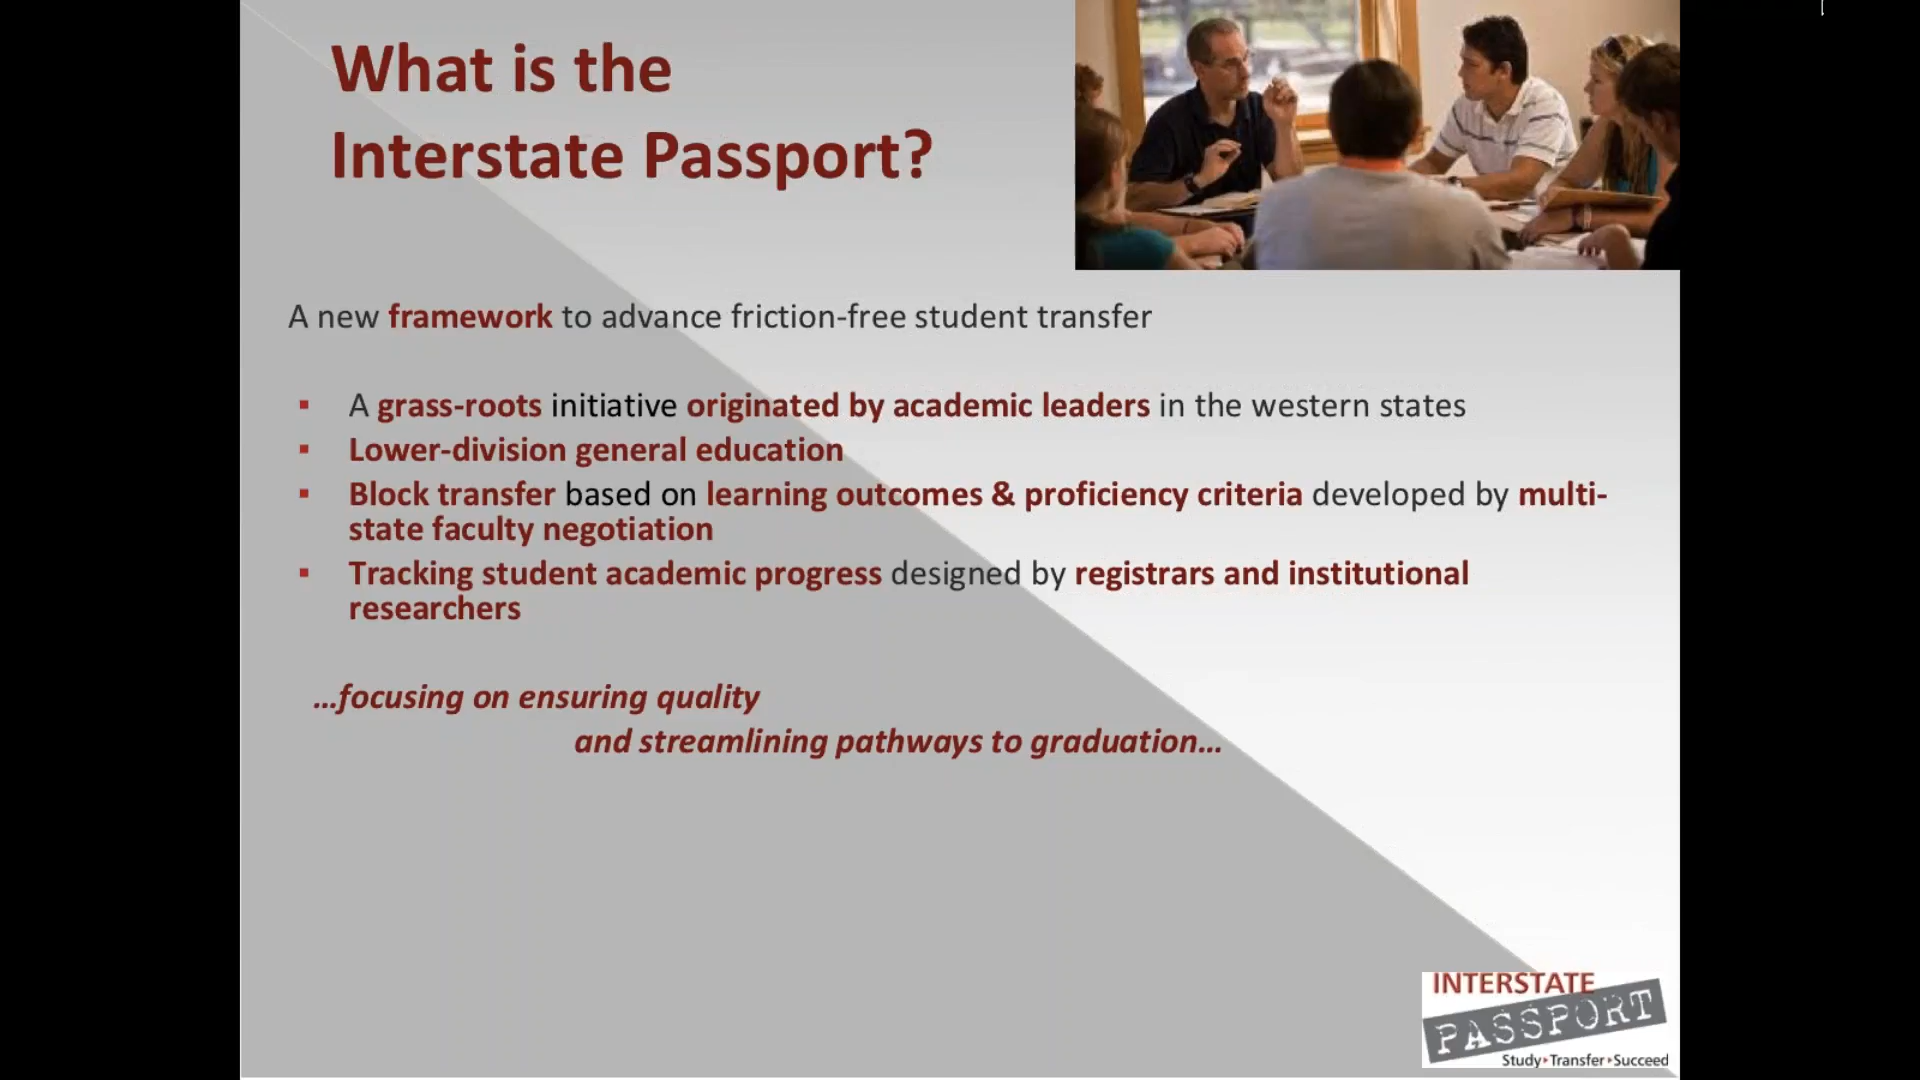 What is the
Interstate Passport?
A new framework to advance friction-free student transfer
▪ A grass-roots initiative originated by academic leaders in the western states
▪ Lower-division general education
▪ Block transfer based on learning outcomes & proficiency criteria developed by multi-
state faculty negotiation
▪ Tracking student academic progress designed by registrars and institutional
researchers
…focusing on ensuring quality
and streamlining pathways to graduation…
INTERSTATE
PASSPORT
Study▸Transfer▸Succeed